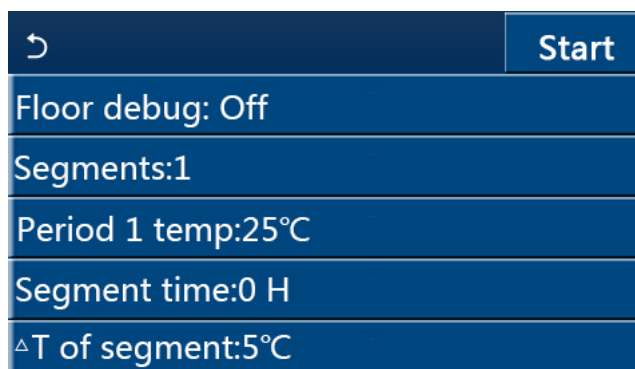 Start
Floor debug: Off
Segments:1
Period 1 temp:25℃
Segment time:0 H
△T of segment:5℃